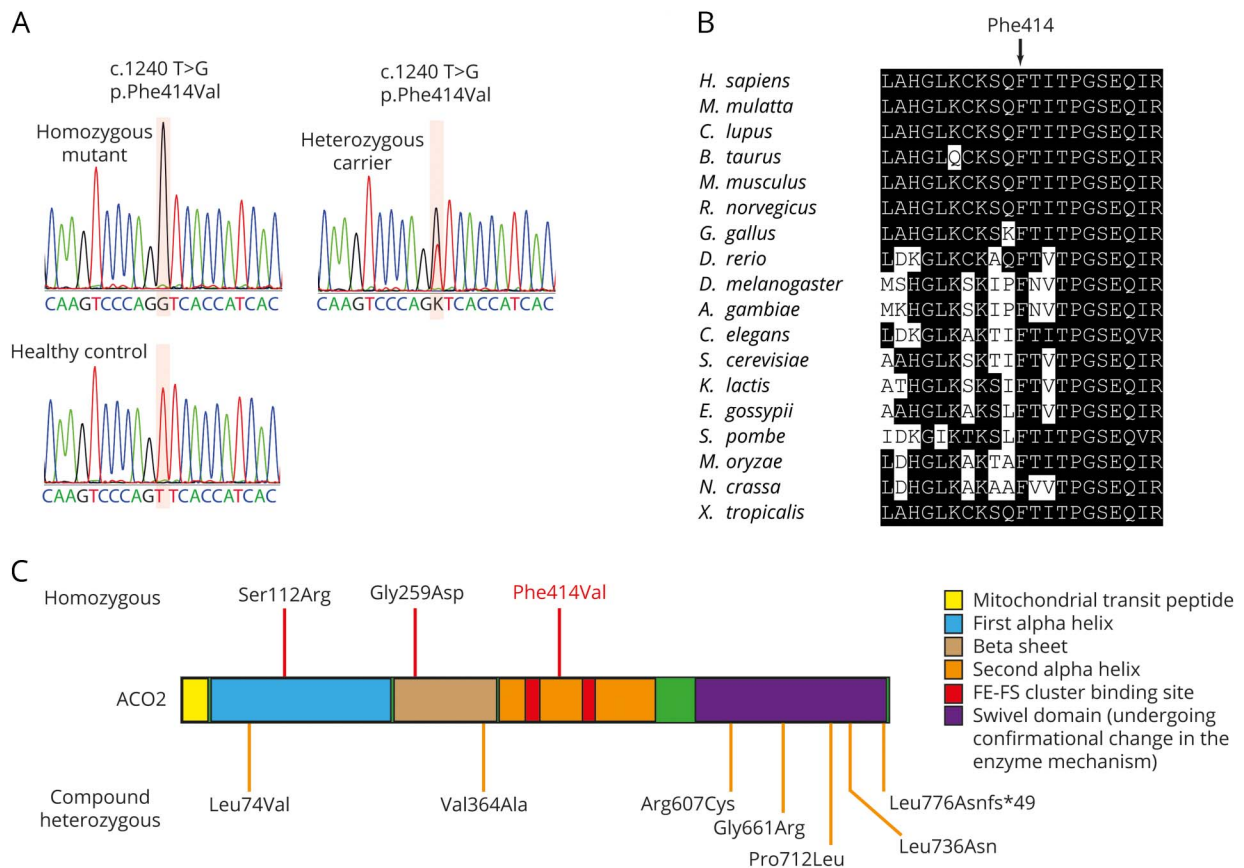 A
c.1240 T>G
p.Phe414Val
Homozygous
mutant
CAAGTCCCAGGTCACCATCAC
c.1240 T>G
p.Phe414Val
Heterozygous
carrier
CAAGTCCCAGKTCACCATCAC
Healthy control
CAAGTCCCAGTTCACCATCAC
B
Phe414
H. sapiens LAHGLKCKSQFTITPGSEQIR
M. mulatta LAHGLKCKSQFTITPGSEQIR
C. lupus LAHGLKCKSQFTITPGSEQIR
B. taurus LAHGLQCKSQFTITPGSEQIR
M. musculus LAHGLKCKSQFTITPGSEQIR
R. norvegicus LAHGLKCKSQFTITPGSEQIR
G. gallus LAHGLKCKSKFTITPGSEQIR
D. rerio LDKGLKCKAQFTVTPGSEQIR
D. melanogaster MSHGLKSKIPFNVTPGSEQIR
A. gambiae MKHGLKSKIPFNVTPGSEQIR
C. elegans LDKGLKAKTIFTITPGSEQVR
S. cerevisiae AAHGLKSKTIFTVTPGSEQIR
K. lactis ATHGLKSKSIFTVTPGSEQIR
E. gossypii AAHGLKAKSLFTVTPGSEQIR
S. pombe IDKGIKTKSLFTITPGSEQVR
M. oryzae LDHGLKAKTAFTITPGSEQIR
N. crassa LDHGLKAKAAFVVTPGSEQIR
X. tropicalis LAHGLKCKSQFTITPGSEQIR
C
Homozygous
Ser112Arg
Gly259Asp
Phe414Val
ACO2
Compound
heterozygous
Leu74Val
Val364Ala
Arg607Cys
Gly661Arg
Pro712Leu
Leu736Asn
Leu776Asnfs*49
Mitochondrial transit peptide
First alpha helix
Beta sheet
Second alpha helix
FE-FS cluster binding site
Swivel domain (undergoing
confirmational change in the
enzyme mechanism)